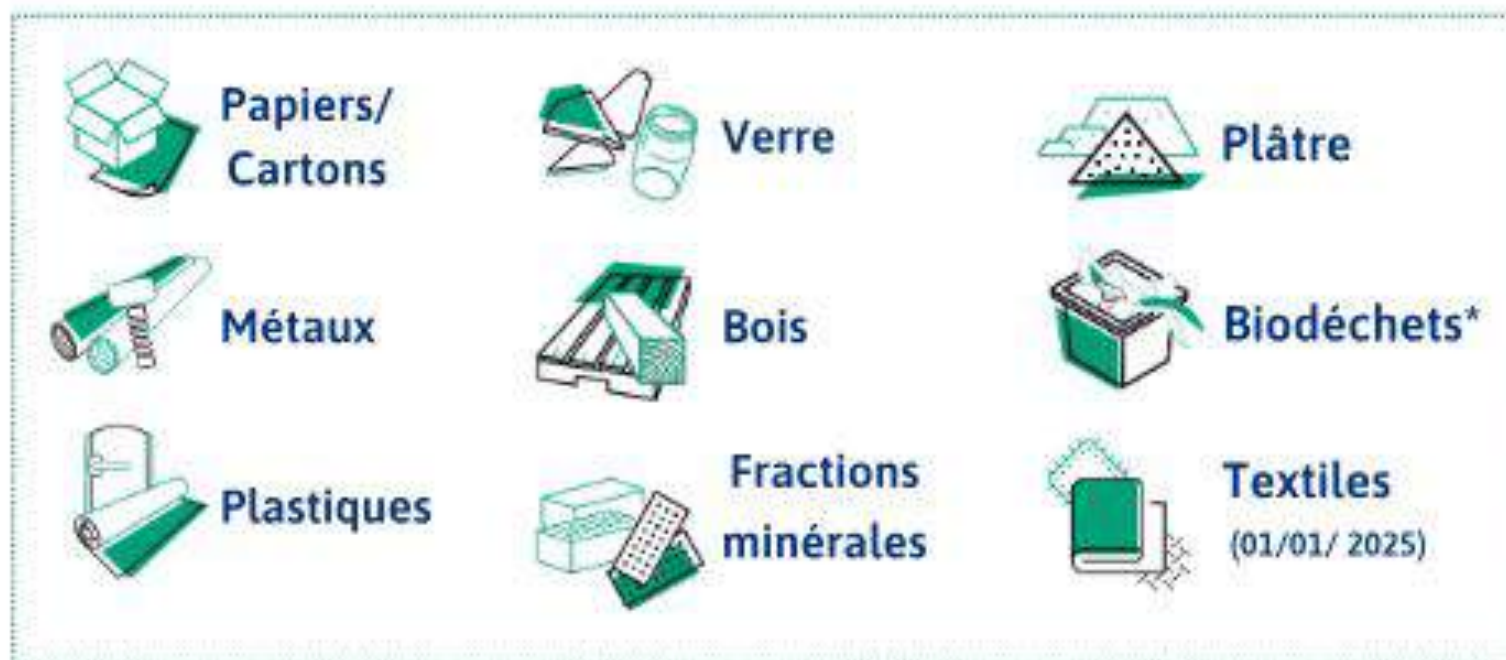 Papiers/
Cartons
Verre
Plâtre
Métaux
Bois
Biodéchets*
Plastiques
Fractions
minérales
Textiles
(01/01/ 2025)